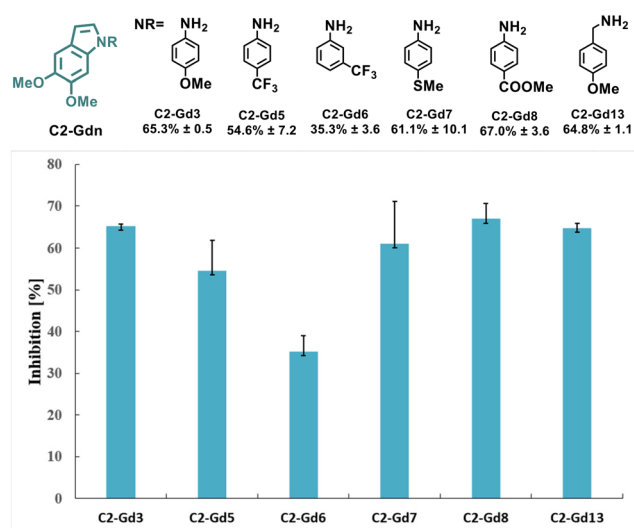 NR=
NH2
NH2
NH2
NH2
NH2
NH2
NR
MeO
OMe
OMe
CF3
CF3
SMe
COOMe
OMe
C2-Gdn
C2-Gd3
C2-Gd5
C2-Gd6
C2-Gd7
C2-Gd8
C2-Gd13
65.3% ± 0.5
54.6% ± 7.2
35.3% ± 3.6
61.1% ± 10.1
67.0% ± 3.6
64.8% ± 1.1
Inhibition [%]
80
70
60
50
40
30
20
10
0
C2-Gd3
C2-Gd5
C2-Gd6
C2-Gd7
C2-Gd8
C2-Gd13